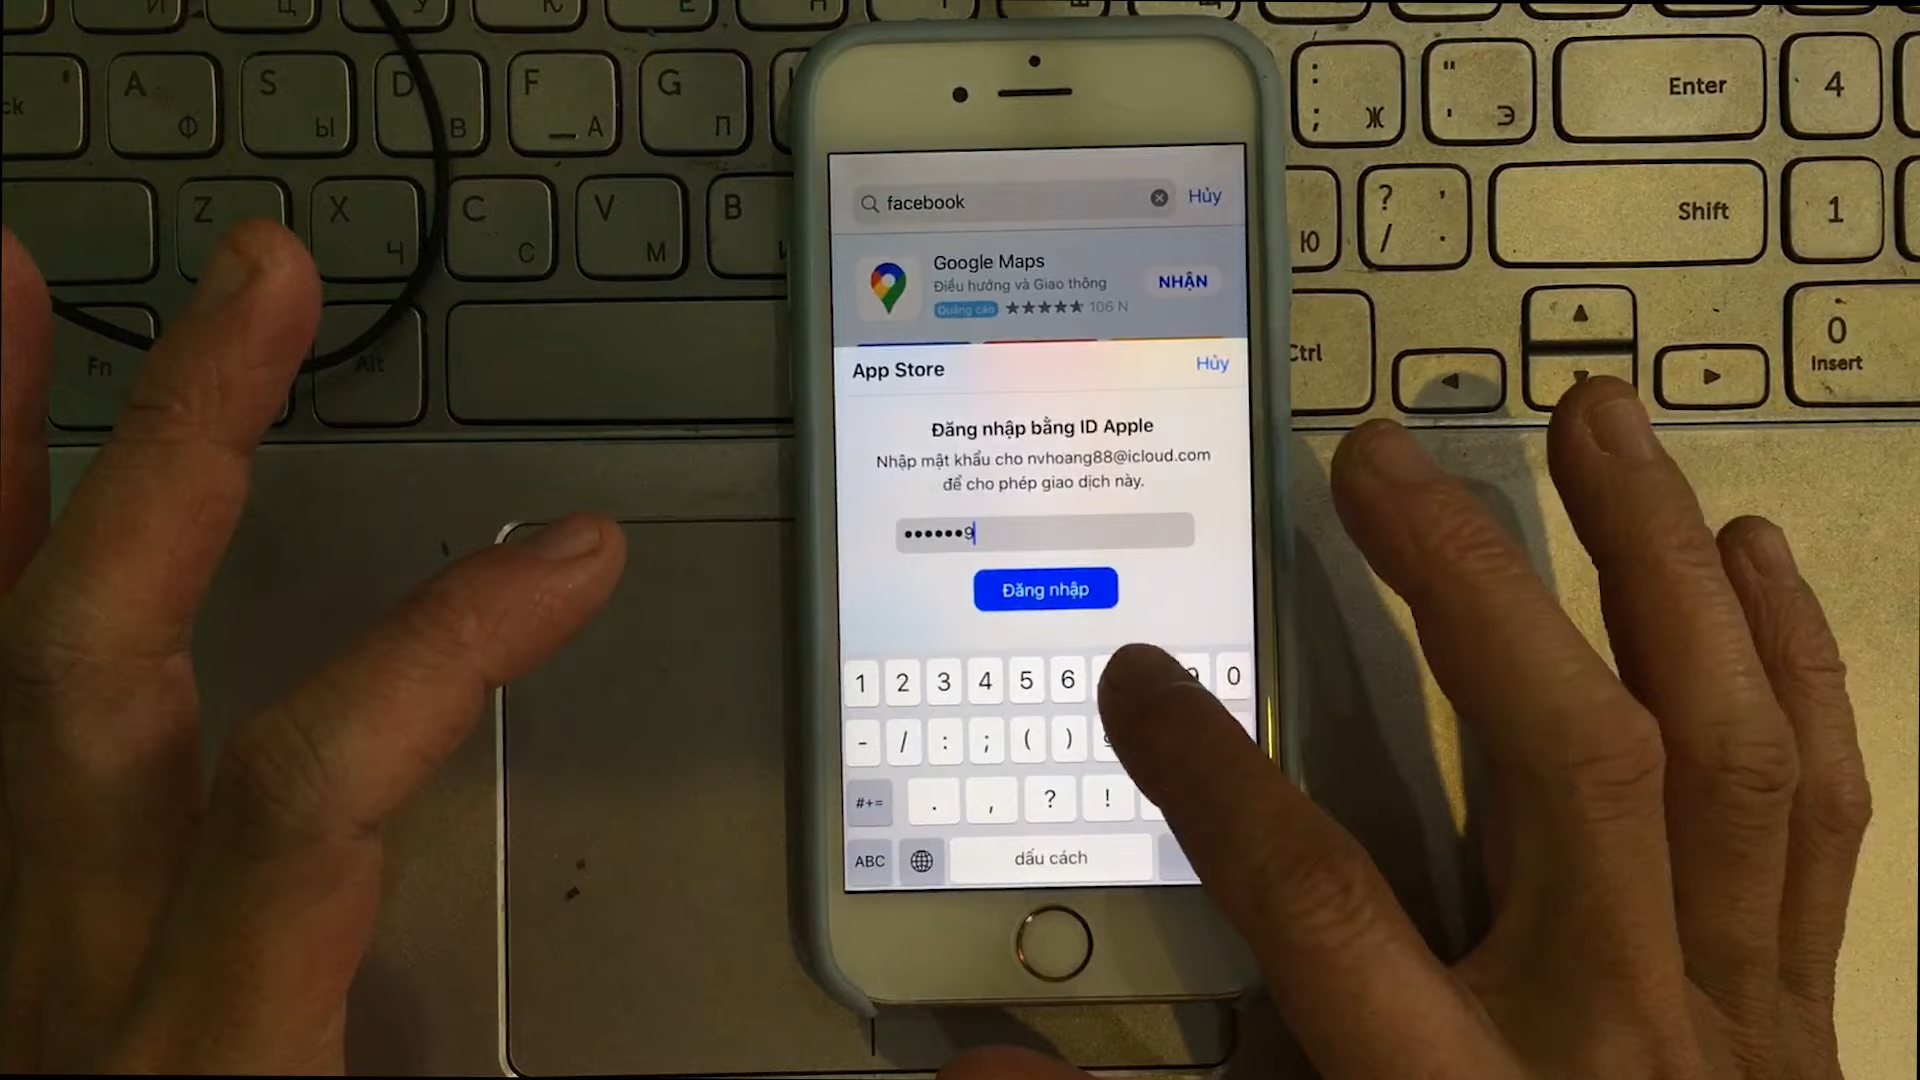 A
Ф
S
Ы
D
В
F
А
G
П
:
;
Ж
"
'
Э
Enter
4
Z
X
Ч
C
С
V
М
B
Ю
?
/
Shift
1
Fn
Alt
Ctrl
0
Insert
facebook
Hủy
Google Maps
Điều hướng và Giao thông
NHẬN
Quảng cáo
106 N
App Store
Hủy
Đăng nhập bằng ID Apple
Nhập mật khẩu cho nvhoang88@icloud.com
để cho phép giao dịch này.
••••••9
Đăng nhập
1 2 3 4 5 6 9 0
- / : ; ( )
#+= . , ? !
ABC dấu cách